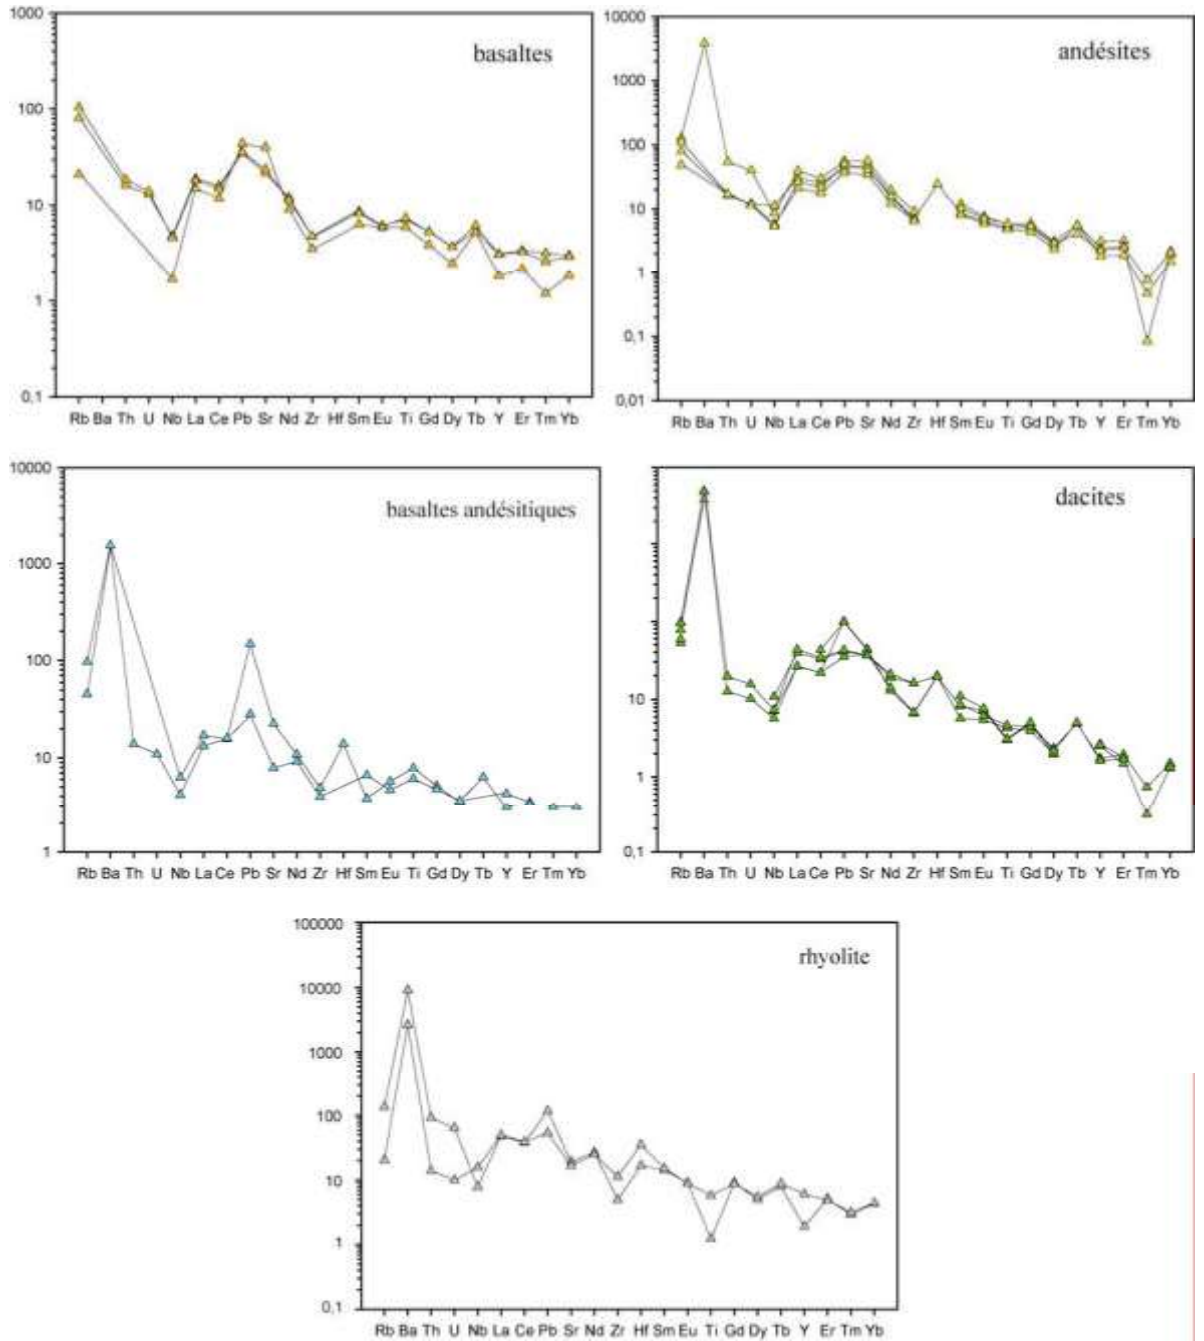 basaltes
1000
100
10
1
0,1
Rb Ba Th U Nb La Ce Pb Sr Nd Zr Hf Sm Eu Ti Gd Dy Tb Y Er Tm Yb
andésites
10000
1000
100
10
1
0,1
0,01
Rb Ba Th U Nb La Ce Pb Sr Nd Zr Hf Sm Eu Ti Gd Dy Tb Y Er Tm Yb
basaltes andésitiques
10000
1000
100
10
1
Rb Ba Th U Nb La Ce Pb Sr Nd Zr Hf Sm Eu Ti Gd Dy Tb Y Er Tm Yb
dacites
10
1
0,1
Rb Ba Th U Nb La Ce Pb Sr Nd Zr Hf Sm Eu Ti Gd Dy Tb Y Er Tm Yb
rhyolite
100000
10000
1000
100
10
1
0,1
Rb Ba Th U Nb La Ce Pb Sr Nd Zr Hf Sm Eu Ti Gd Dy Tb Y Er Tm Yb